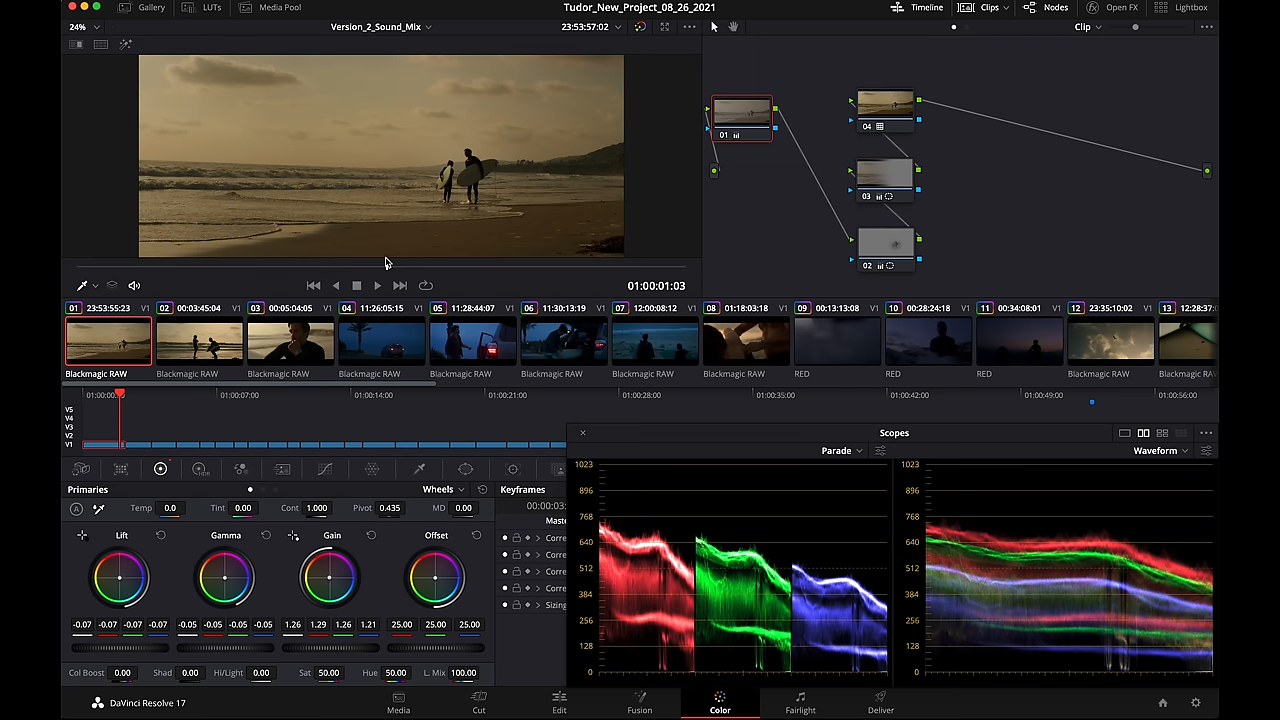 Gallery LUTs Media Pool Tudor_New_Project_08_26_2021 Timeline Clips Nodes Open FX Lightbox
24% Version_2_Sound_Mix 23:53:57:02 Clip
01
04
03
02
01:00:01:03
01 23:53:55:23 V1 02 00:03:45:04 V1 03 00:05:04:05 V1 04 11:26:05:15 V1 05 11:28:44:07 V1 06 11:30:13:19 V1 07 12:00:08:12 V1 08 01:18:03:18 V1 09 00:13:13:08 V1 10 00:28:24:18 V1 11 00:34:08:01 V1 12 23:35:10:02 V1 13 12:28:37:
Blackmagic RAW Blackmagic RAW Blackmagic RAW Blackmagic RAW Blackmagic RAW Blackmagic RAW Blackmagic RAW Blackmagic RAW RED RED RED Blackmagic RAW Blackmagic RAW
01:00:00: 01:00:07:00 01:00:14:00 01:00:21:00 01:00:28:00 01:00:35:00 01:00:42:00 01:00:49:00 01:00:56:00
V5
V4
V3
V2
V1
Scopes
Parade Waveform
1023 1023
896 896
768 768
640 640
512 512
384 384
256 256
128 128
0 0
Primaries Wheels Keyframes
Temp 0.0 Tint 0.00 Cont 1.000 Pivot 0.435 MD 0.00 00:00:03:
Maste
Lift Gamma Gain Offset Corre
Corre
Corre
Corre
Sizing
-0.07 -0.07 -0.07 -0.07 -0.05 -0.05 -0.05 -0.05 1.26 1.29 1.26 1.21 25.00 25.00 25.00
Col Boost 0.00 Shad 0.00 Hi/Light 0.00 Sat 50.00 Hue 50.00 L. Mix 100.00
DaVinci Resolve 17 Media Cut Edit Fusion Color Fairlight Deliver